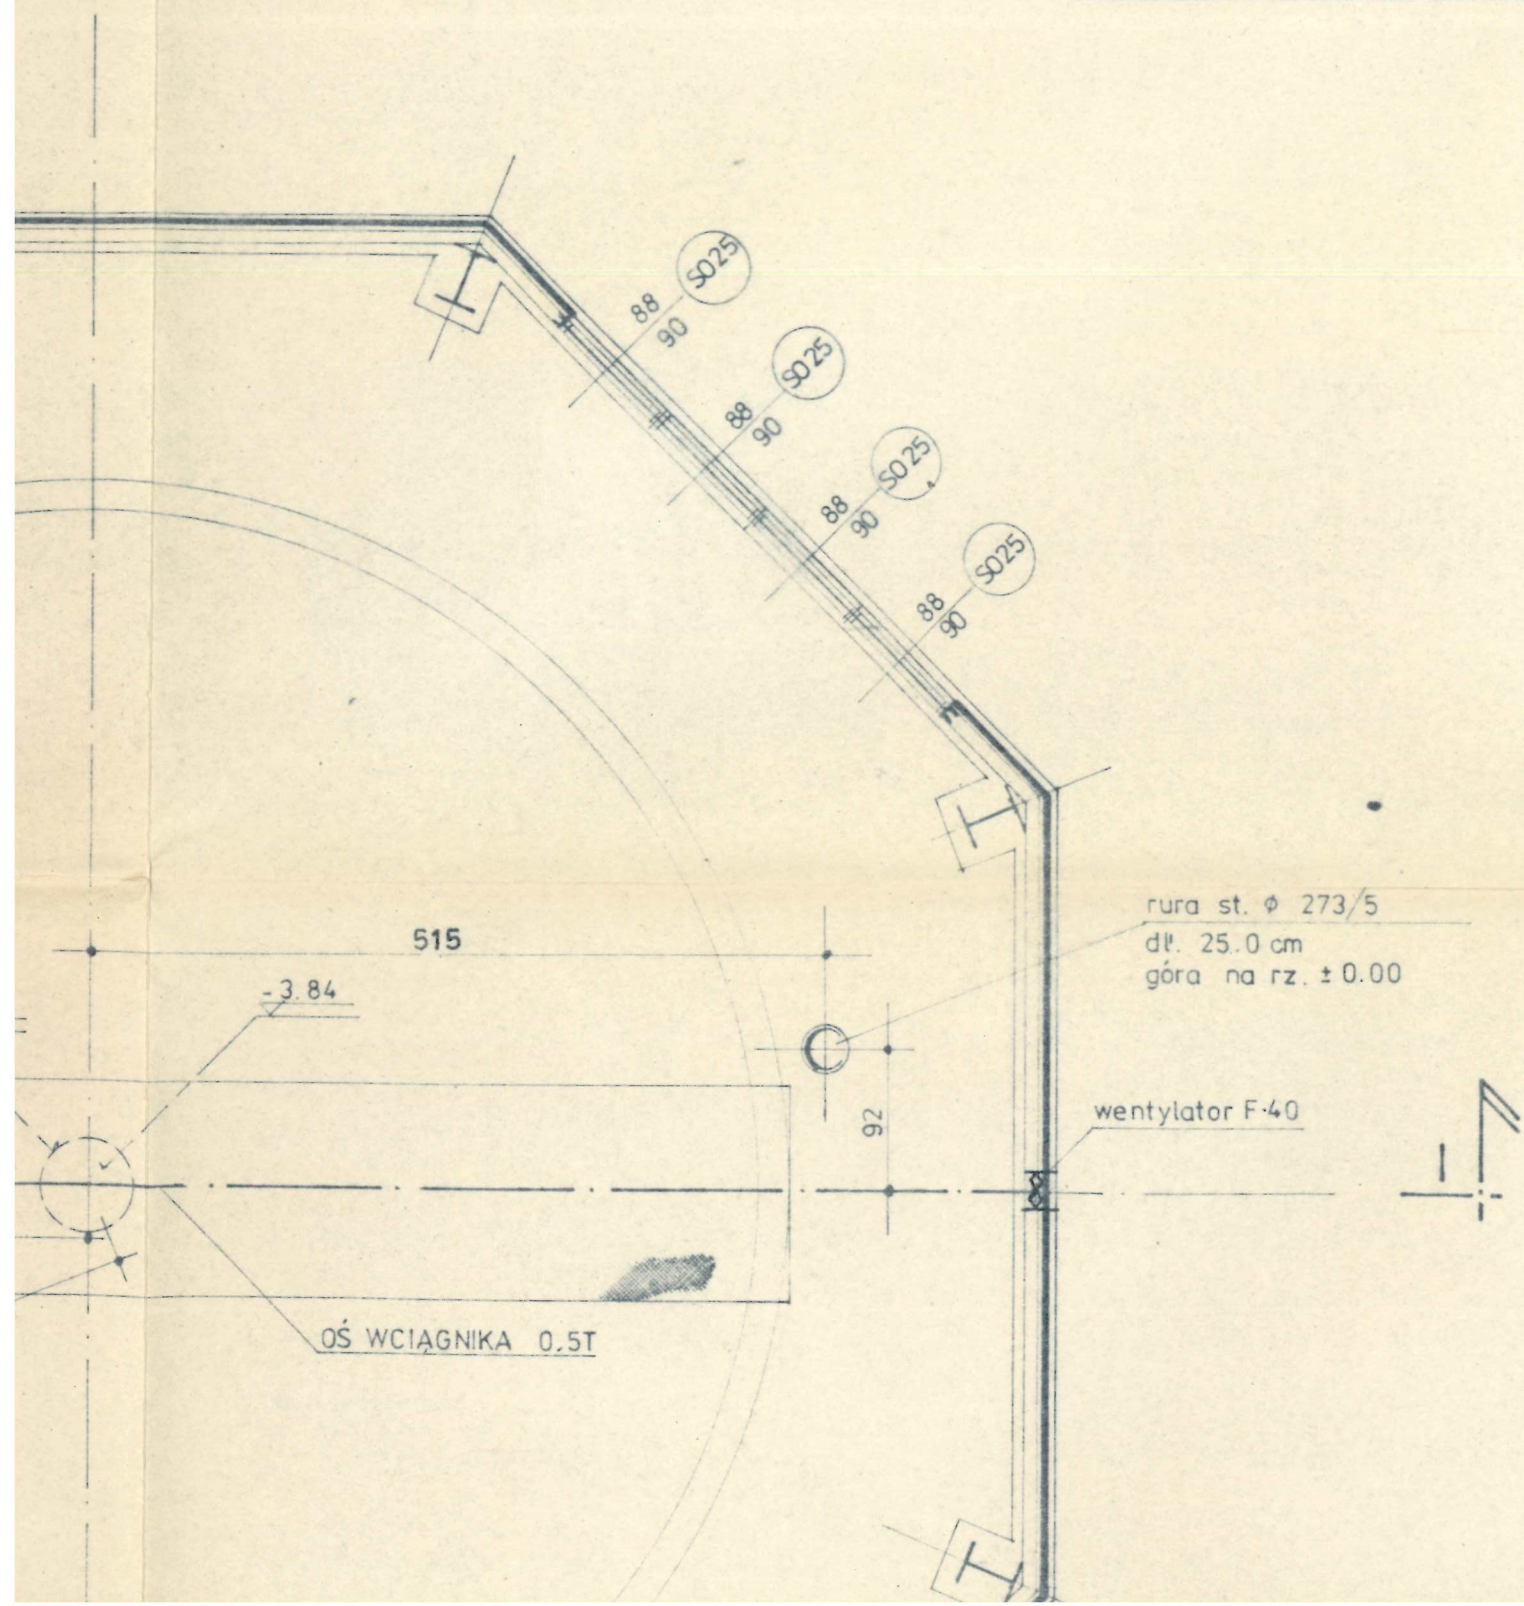 SO25
88
90
SO25
88
90
SO25
88
90
SO25
88
90
rura st. ϕ 273/5
dł. 25.0 cm
góra na rz. ± 0.00
515
-3.84
92
wentylator F-40
OŚ WCIĄGNIKA 0.5T